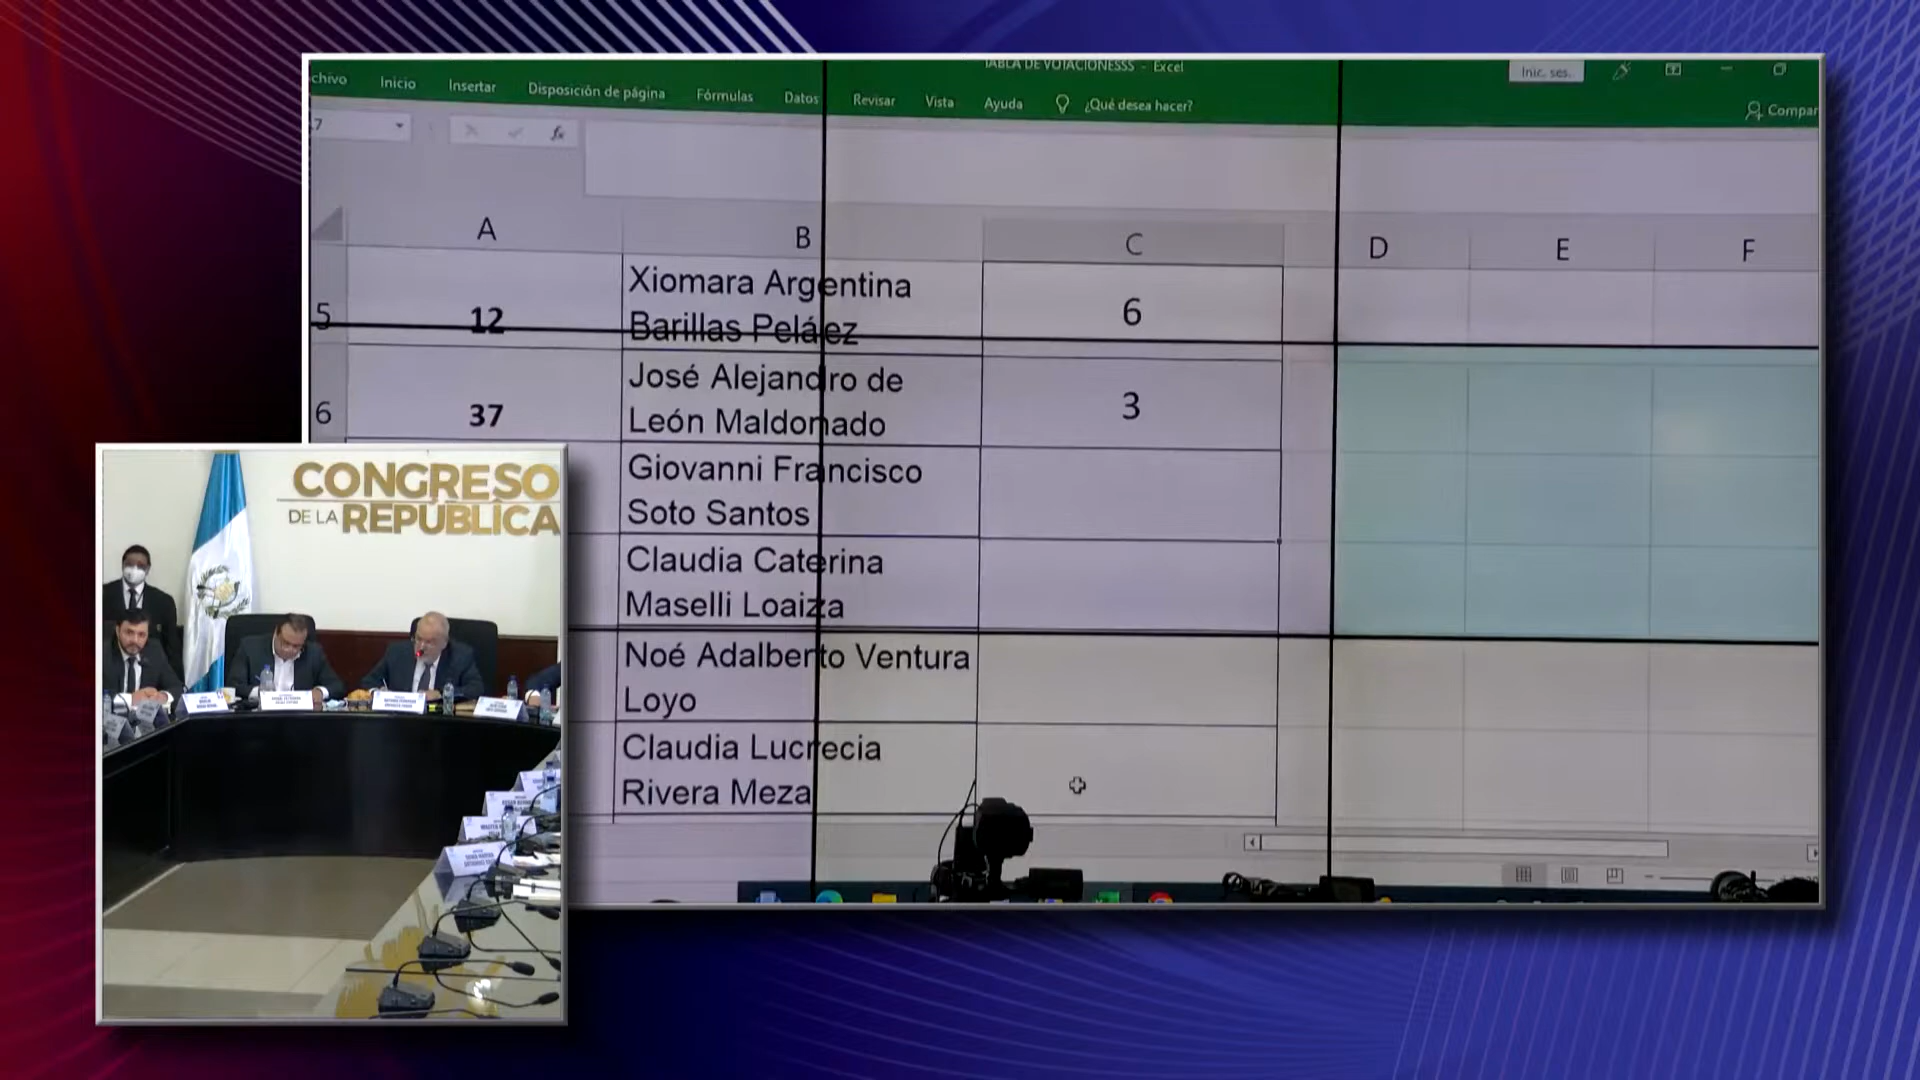 TABLA DE VOTACIONESSS - Excel
Inic. ses.
chivo Inicio Insertar Disposición de página Fórmulas Datos Revisar Vista Ayuda ¿Qué desea hacer? Compar
7 fx
A B C D E F
5 12 Xiomara Argentina
Barillas Peláez 6
6 37 José Alejandro de
León Maldonado 3
Giovanni Francisco
Soto Santos
Claudia Caterina
Maselli Loaiza
Noé Adalberto Ventura
Loyo
Claudia Lucrecia
Rivera Meza
CONGRESO
DE LA REPÚBLICA